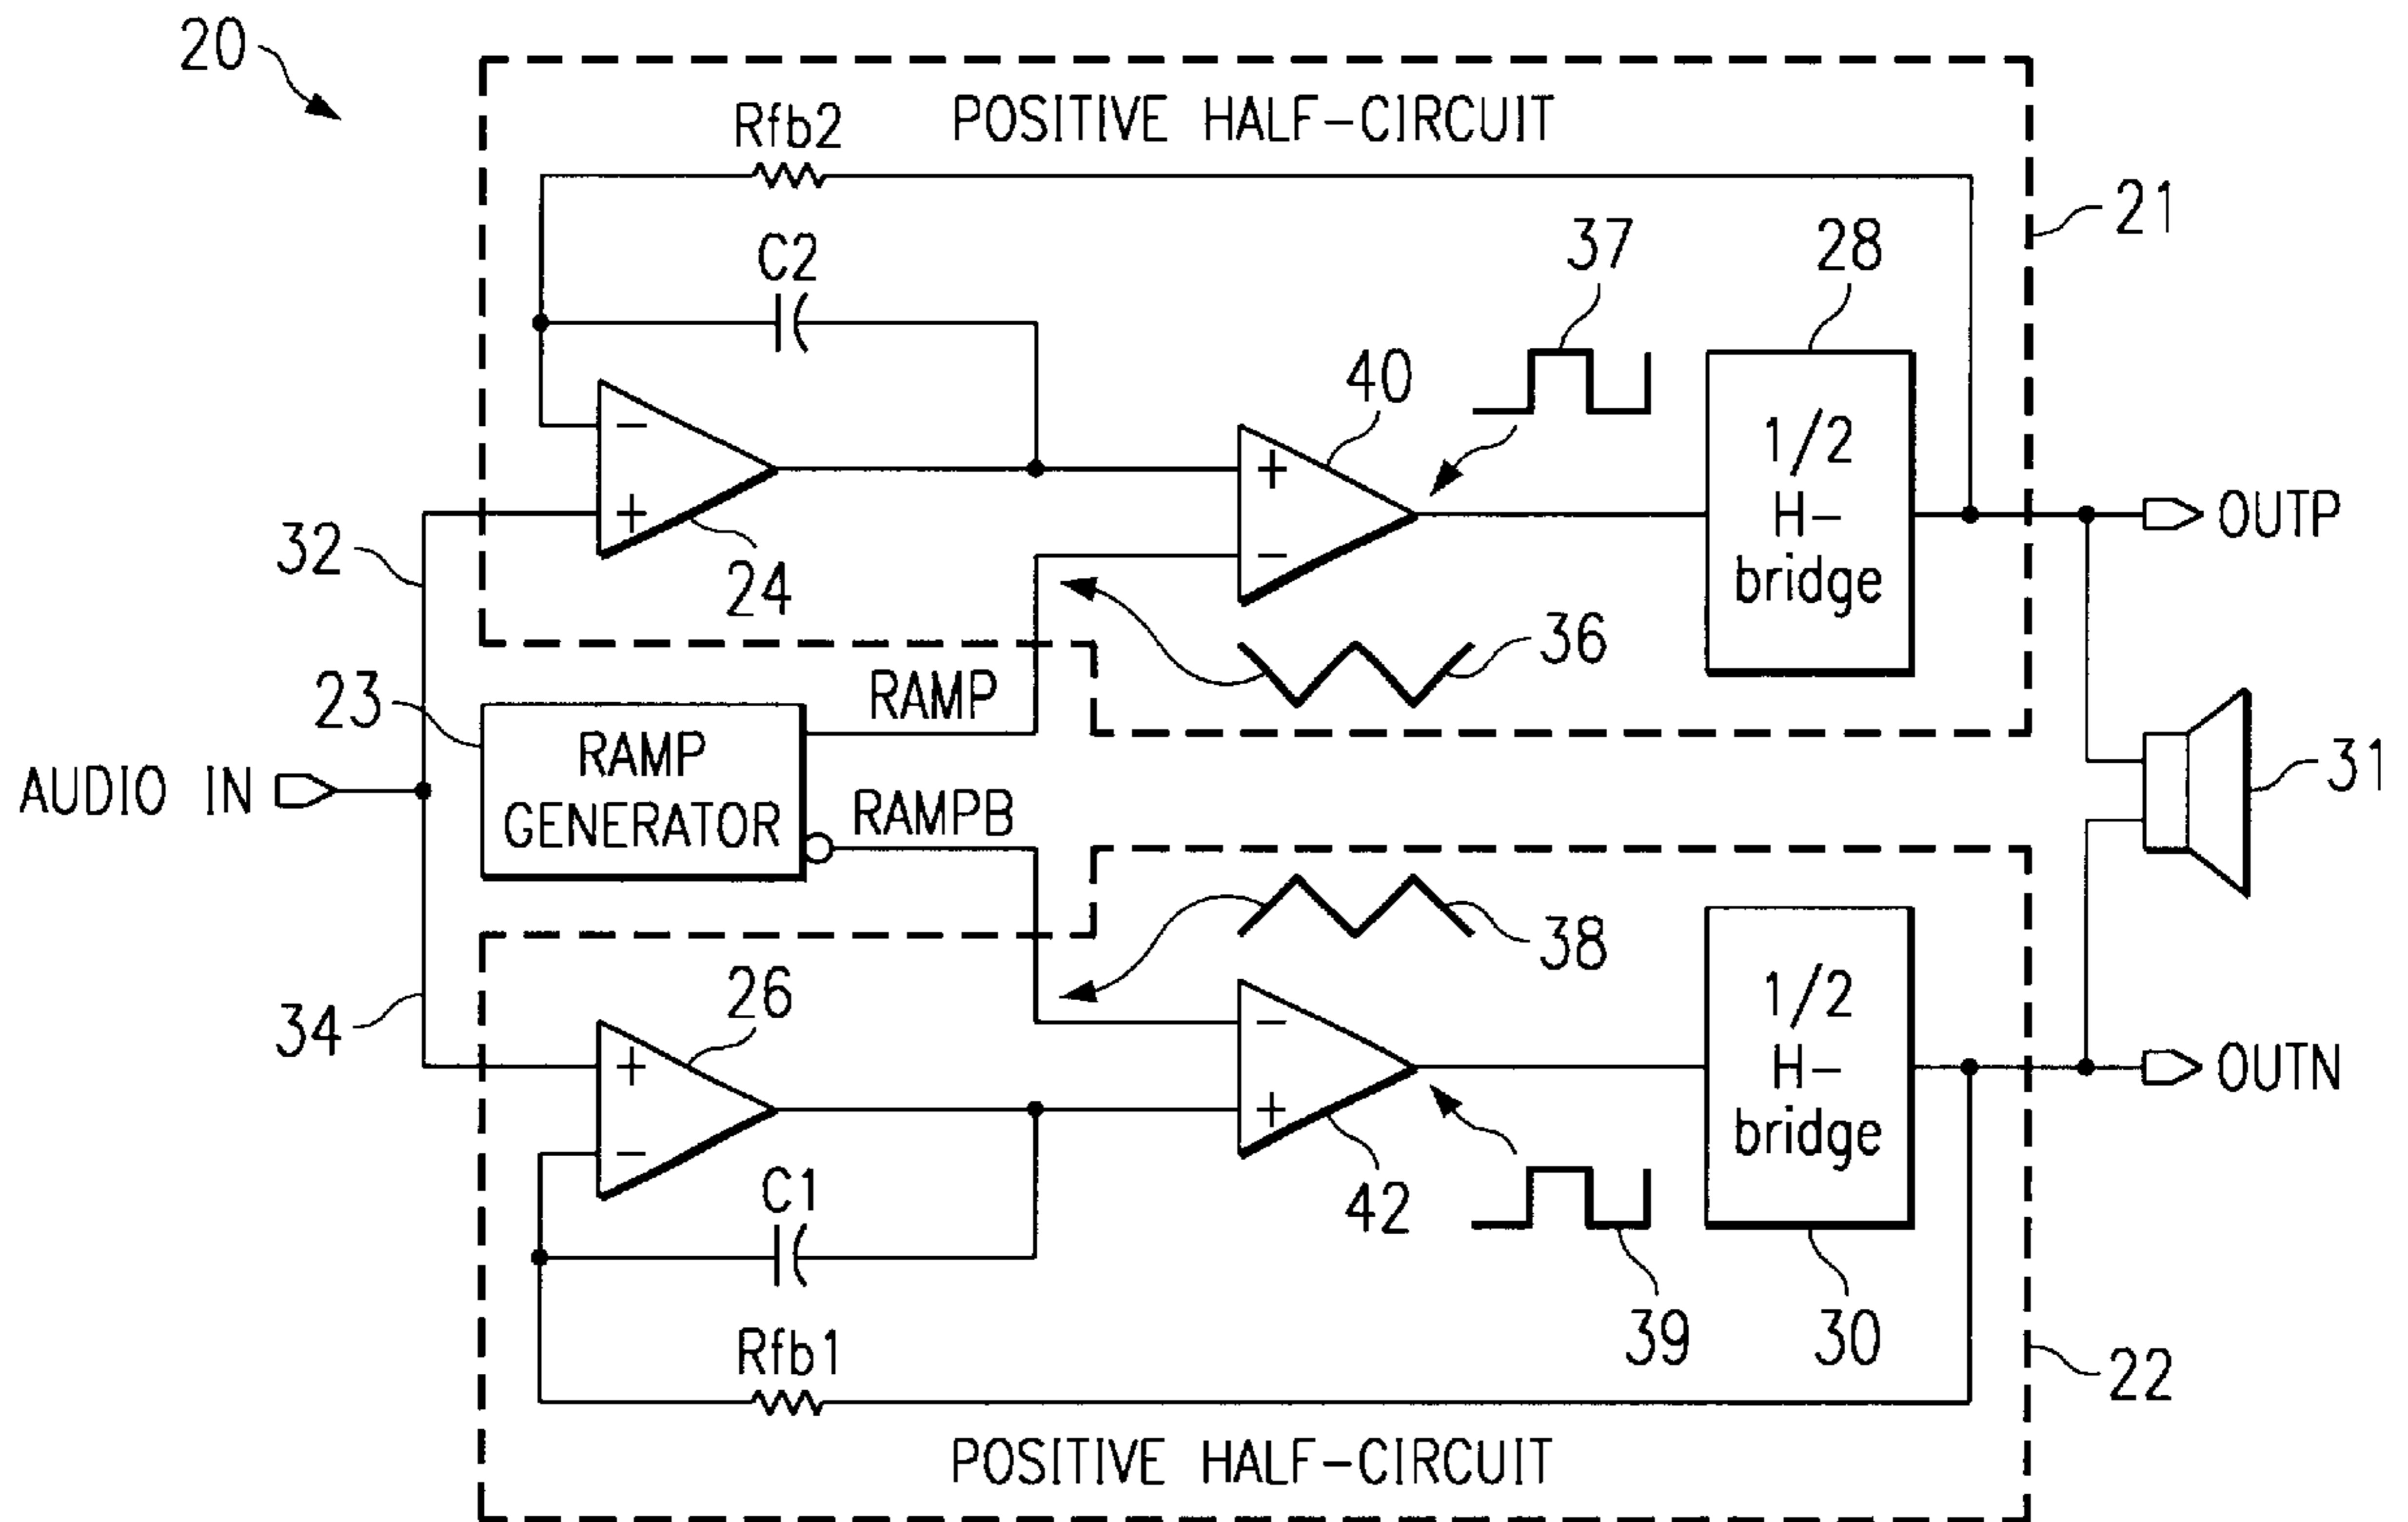 20
POSITIVE HALF-CIRCUIT
Rfb2
21
C2
37
28
40
1/2
H-
bridge
-
+
+
-
OUTP
32
24
36
RAMP
23
RAMP
GENERATOR
31
AUDIO IN
RAMPB
38
26
34
1/2
H-
bridge
+
-
-
+
OUTN
C1
42
39
30
Rfb1
22
POSITIVE HALF-CIRCUIT